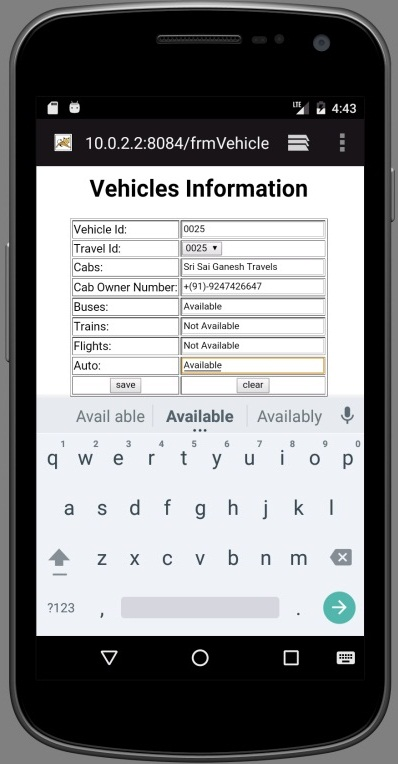 LTE 4:43
10.0.2.2:8084/frmVehicle
Vehicles Information
Vehicle Id: 0025
Travel Id: 0025
Cabs: Sri Sai Ganesh Travels
Cab Owner Number: +(91)-9247426647
Buses: Available
Trains: Not Available
Flights: Not Available
Auto: Available
save clear
Avail able Available Availably
1 2 3 4 5 6 7 8 9 0
q w e r t y u i o p
a s d f g h j k l
z x c v b n m
?123 , .